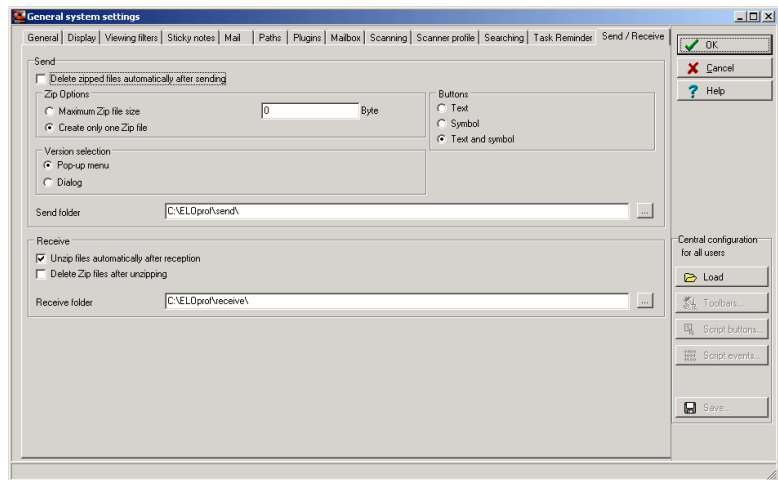 General system settings
General Display Viewing filters Sticky notes Mail Paths Plugins Mailbox Scanning Scanner profile Searching Task Reminder Send / Receive
OK
Cancel
Help
Send
Delete zipped files automatically after sending
Zip Options
Maximum Zip file size 0 Byte
Create only one Zip file
Buttons
Text
Symbol
Text and symbol
Version selection
Pop-up menu
Dialog
Send folder C:\ELOprof\send\ ...
Receive
Unzip files automatically after reception
Delete Zip files after unzipping
Receive folder C:\ELOprof\receive\ ...
Central configuration
for all users
Load
Toolbars...
Script buttons...
Script events...
Save...